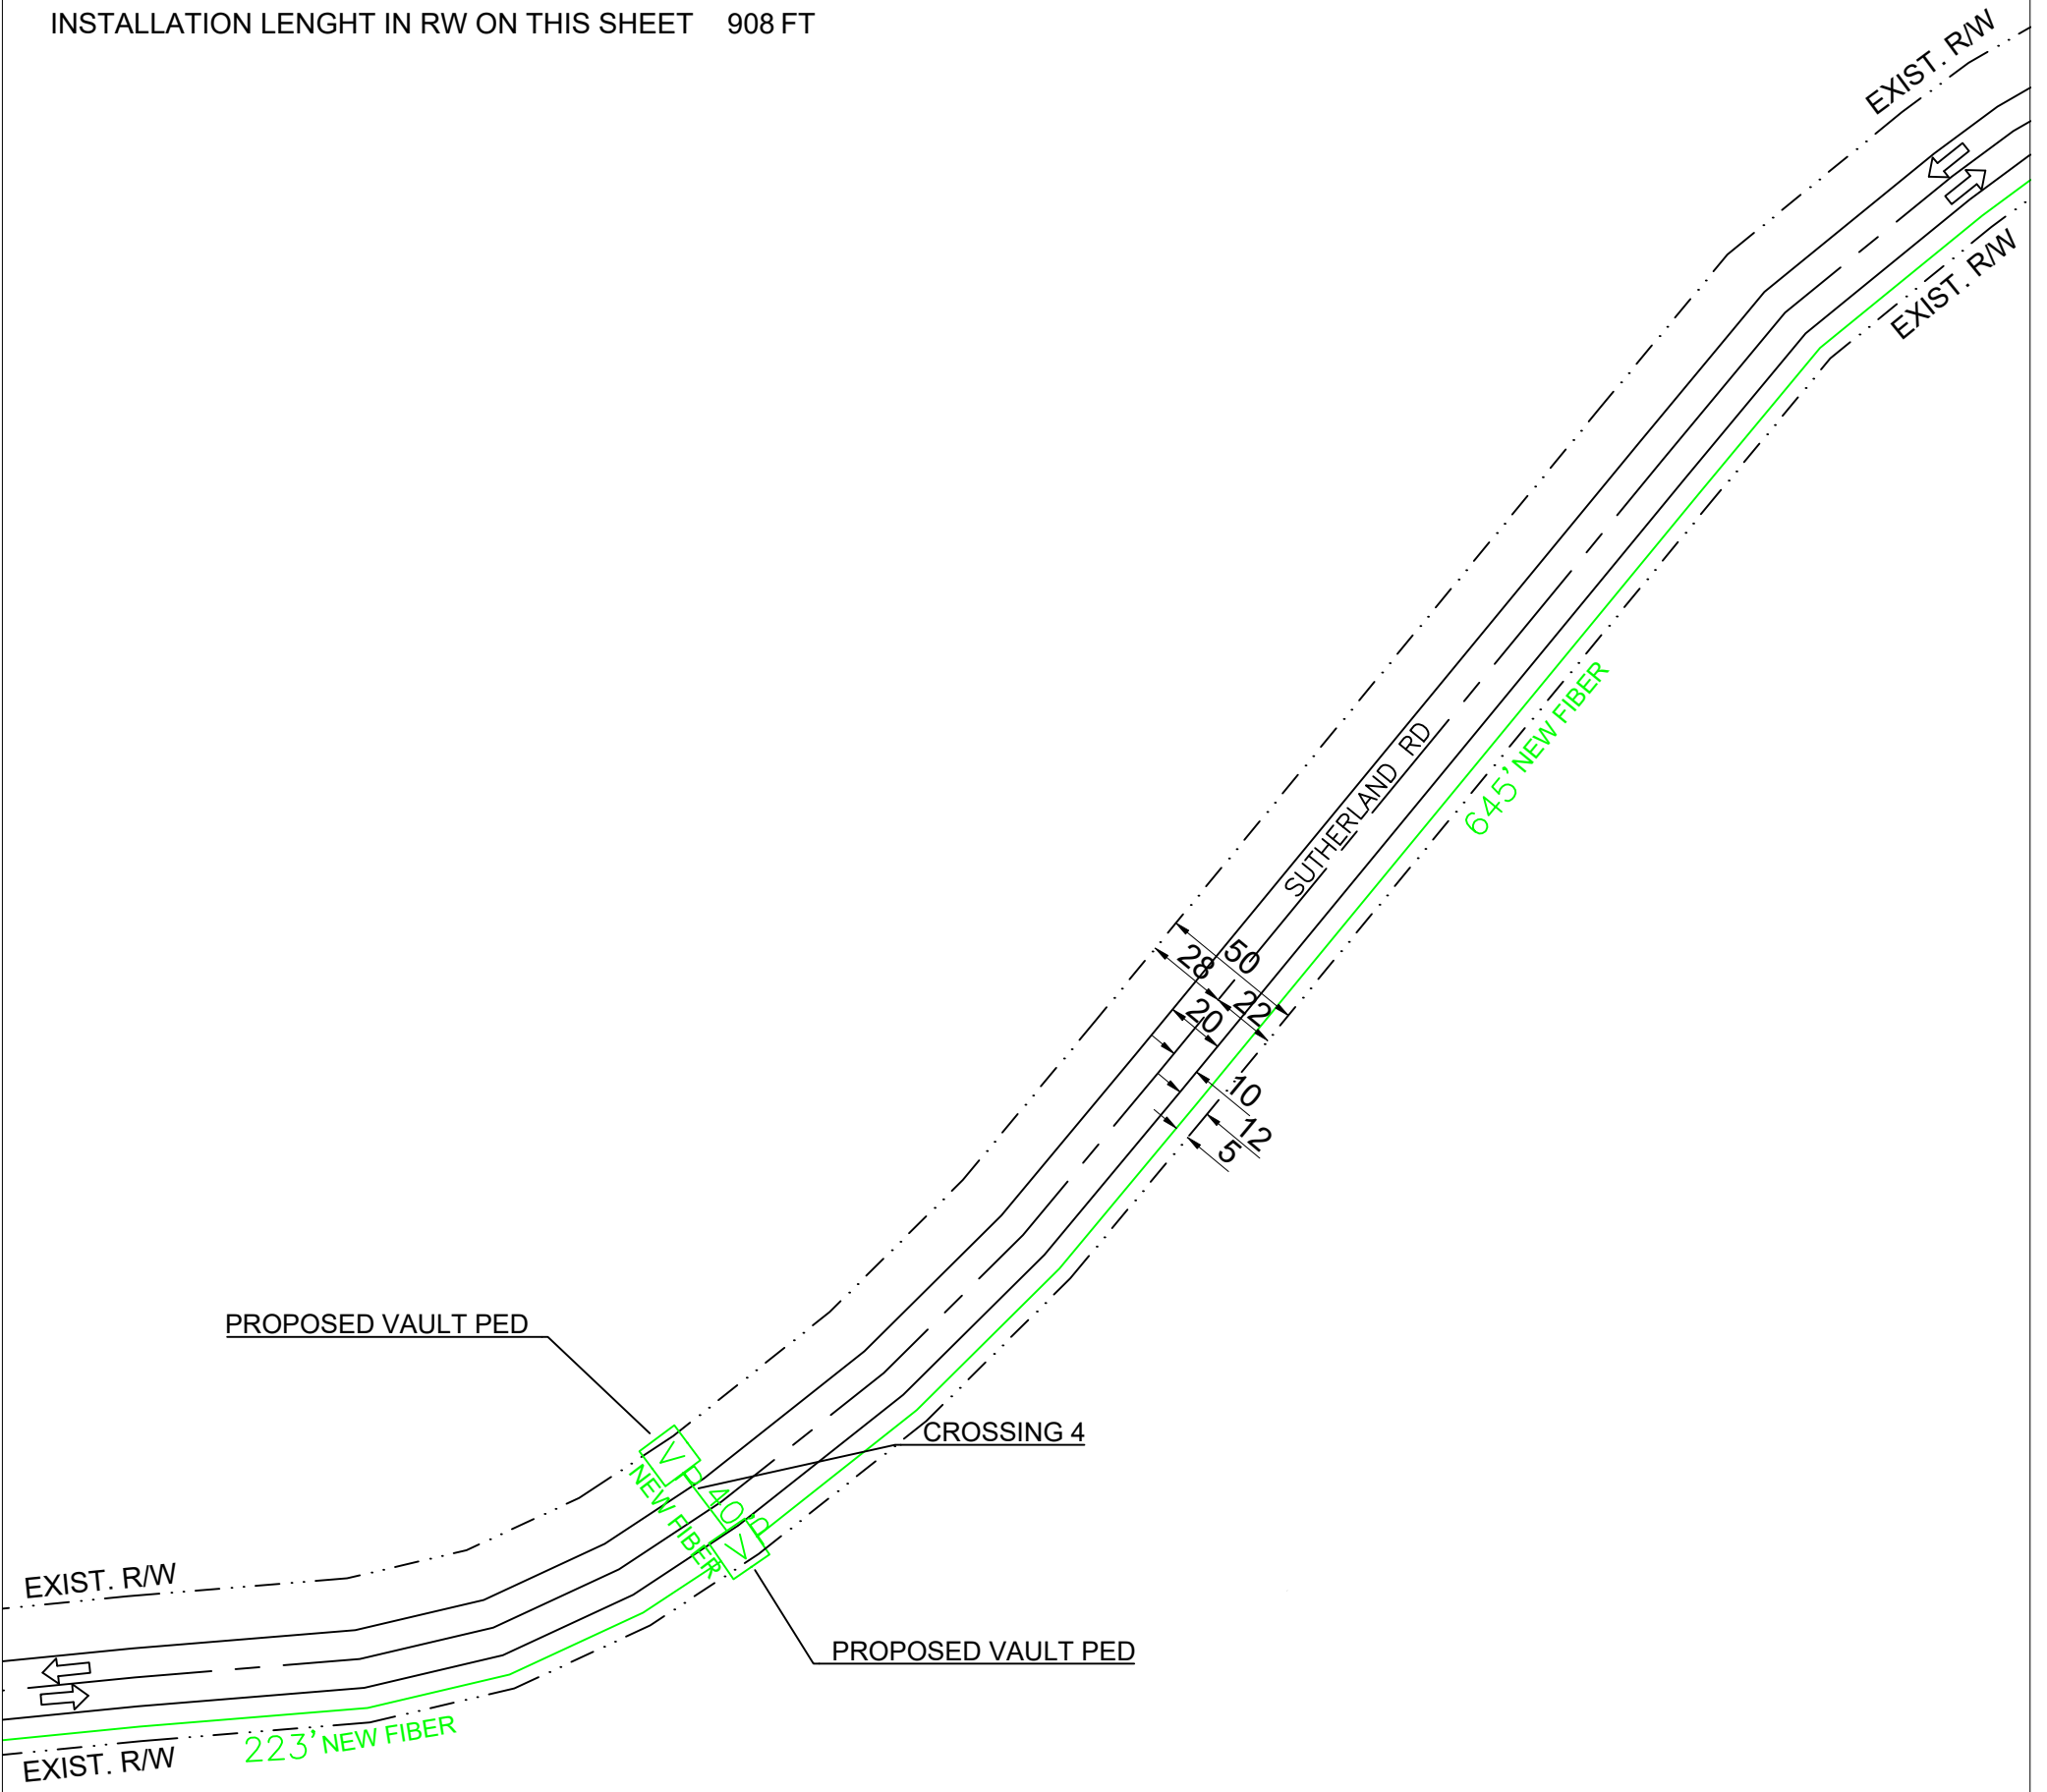 INSTALLATION LENGHT IN RW ON THIS SHEET 908 FT
EXIST. R/W
EXIST. R/W
645' NEW FIBER
SUTHERLAND RD
50
28
22
20
10
12
5
PROPOSED VAULT PED
CROSSING 4
V
P
40'
NEW FIBER
P
V
EXIST. R/W
PROPOSED VAULT PED
223' NEW FIBER
EXIST. R/W